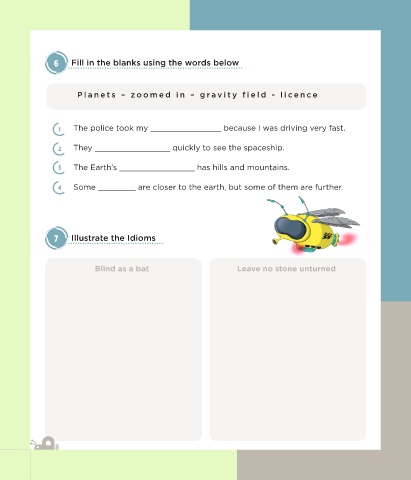 6 Fill in the blanks using the words below
Planets – zoomed in – gravity field - licence
1 The police took my ________________ because I was driving very fast.
2 They _________________ quickly to see the spaceship.
3 The Earth's _________________ has hills and mountains.
4 Some ________ are closer to the earth, but some of them are further.
7 Illustrate the Idioms
Blind as a bat
Leave no stone unturned